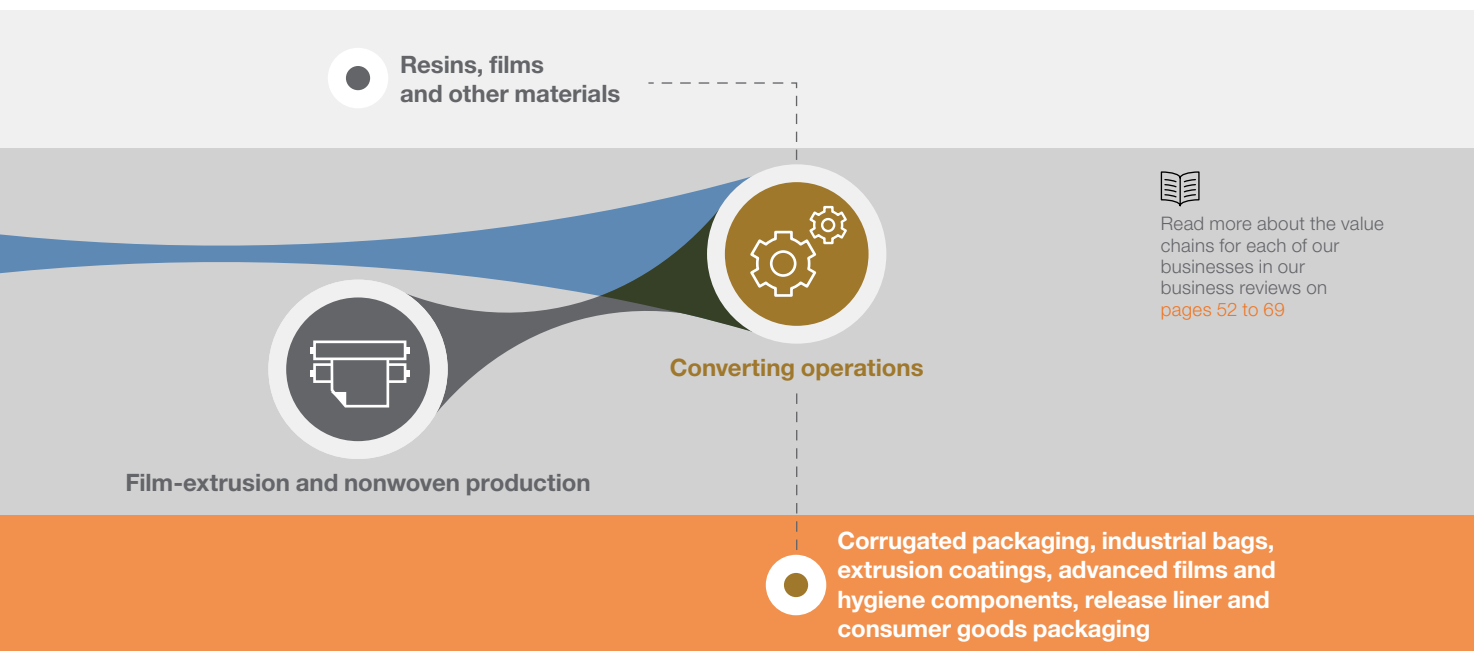 Resins, films
and other materials
Read more about the value
chains for each of our
businesses in our
business reviews on
pages 52 to 69
Converting operations
Film-extrusion and nonwoven production
Corrugated packaging, industrial bags,
extrusion coatings, advanced films and
hygiene components, release liner and
consumer goods packaging